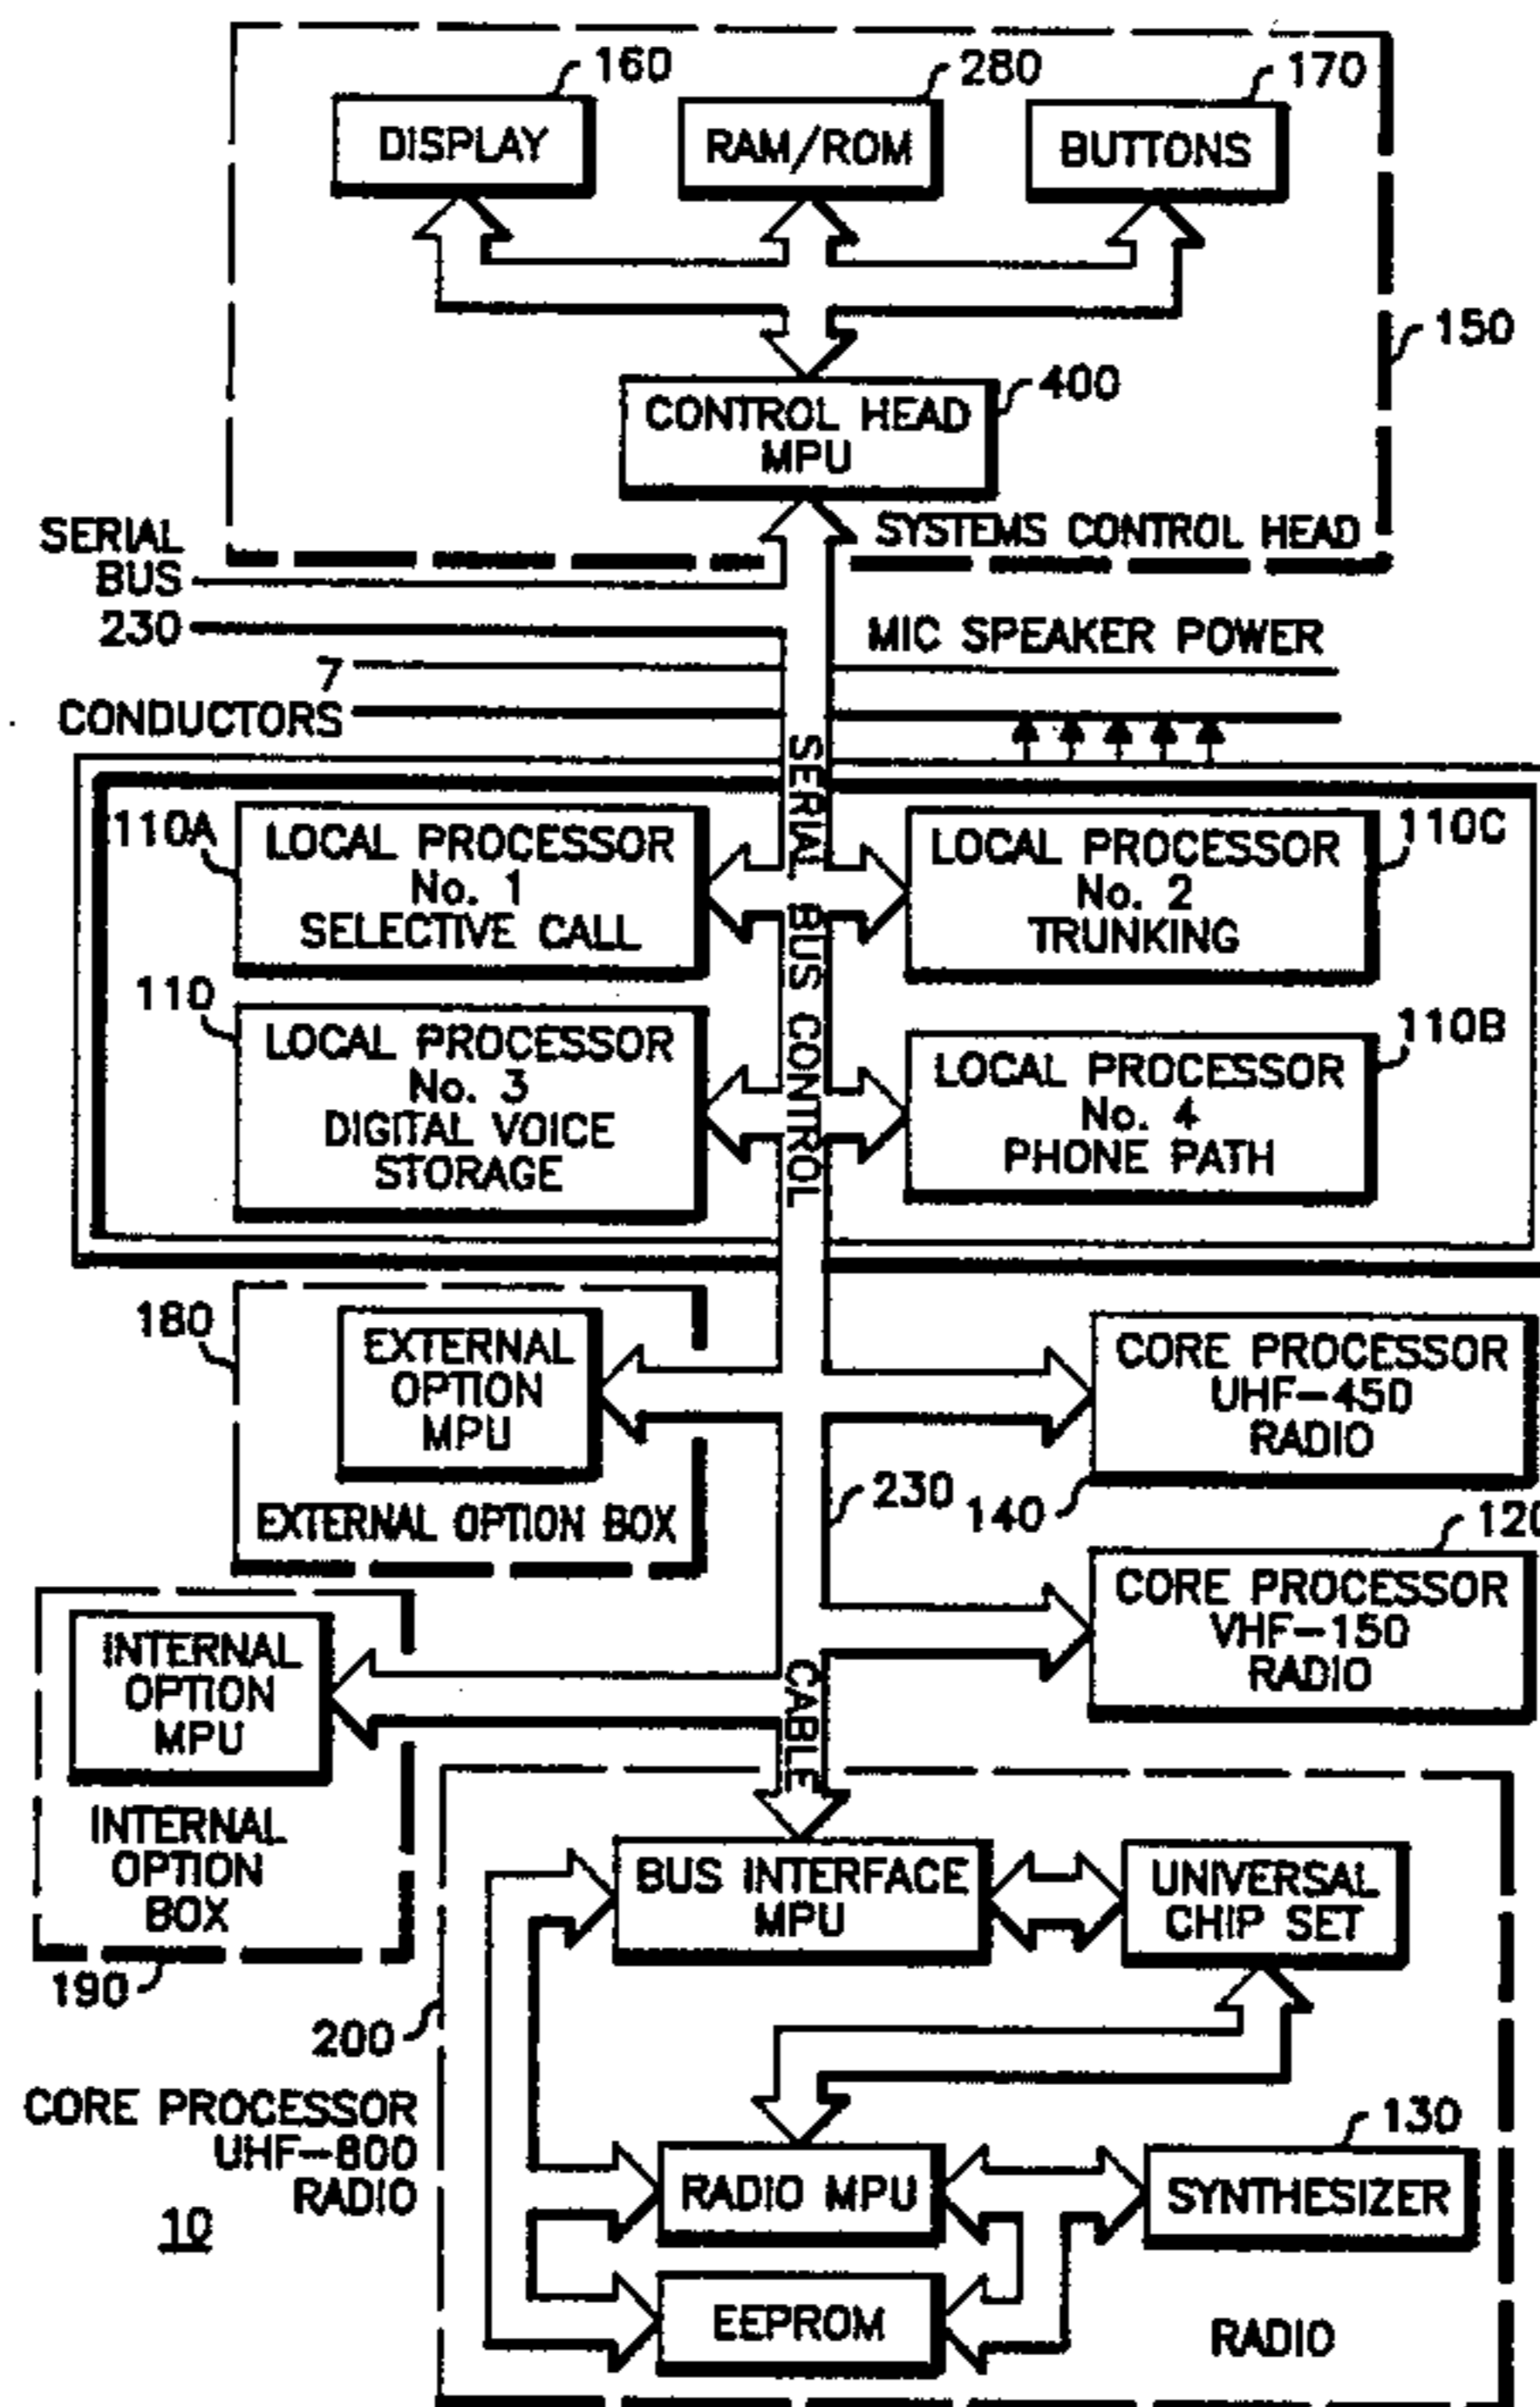 160
280
170
DISPLAY
RAM/ROM
BUTTONS
150
400
CONTROL HEAD
MPU
SYSTEMS CONTROL HEAD
SERIAL
BUS
230
MIC SPEAKER POWER
7
CONDUCTORS
SERIAL BUS CONTROL
110A
LOCAL PROCESSOR
No. 1
SELECTIVE CALL
LOCAL PROCESSOR
No. 2
TRUNKING
110C
110
LOCAL PROCESSOR
No. 3
DIGITAL VOICE
STORAGE
LOCAL PROCESSOR
No. 4
PHONE PATH
110B
180
EXTERNAL
OPTION
MPU
EXTERNAL OPTION BOX
CORE PROCESSOR
UHF-450
RADIO
230
140
120
CORE PROCESSOR
VHF-150
RADIO
INTERNAL
OPTION
MPU
INTERNAL
OPTION
BOX
190
CABLE
BUS INTERFACE
MPU
UNIVERSAL
CHIP SET
200
CORE PROCESSOR
UHF-800
RADIO
10
RADIO MPU
130
SYNTHESIZER
EEPROM
RADIO